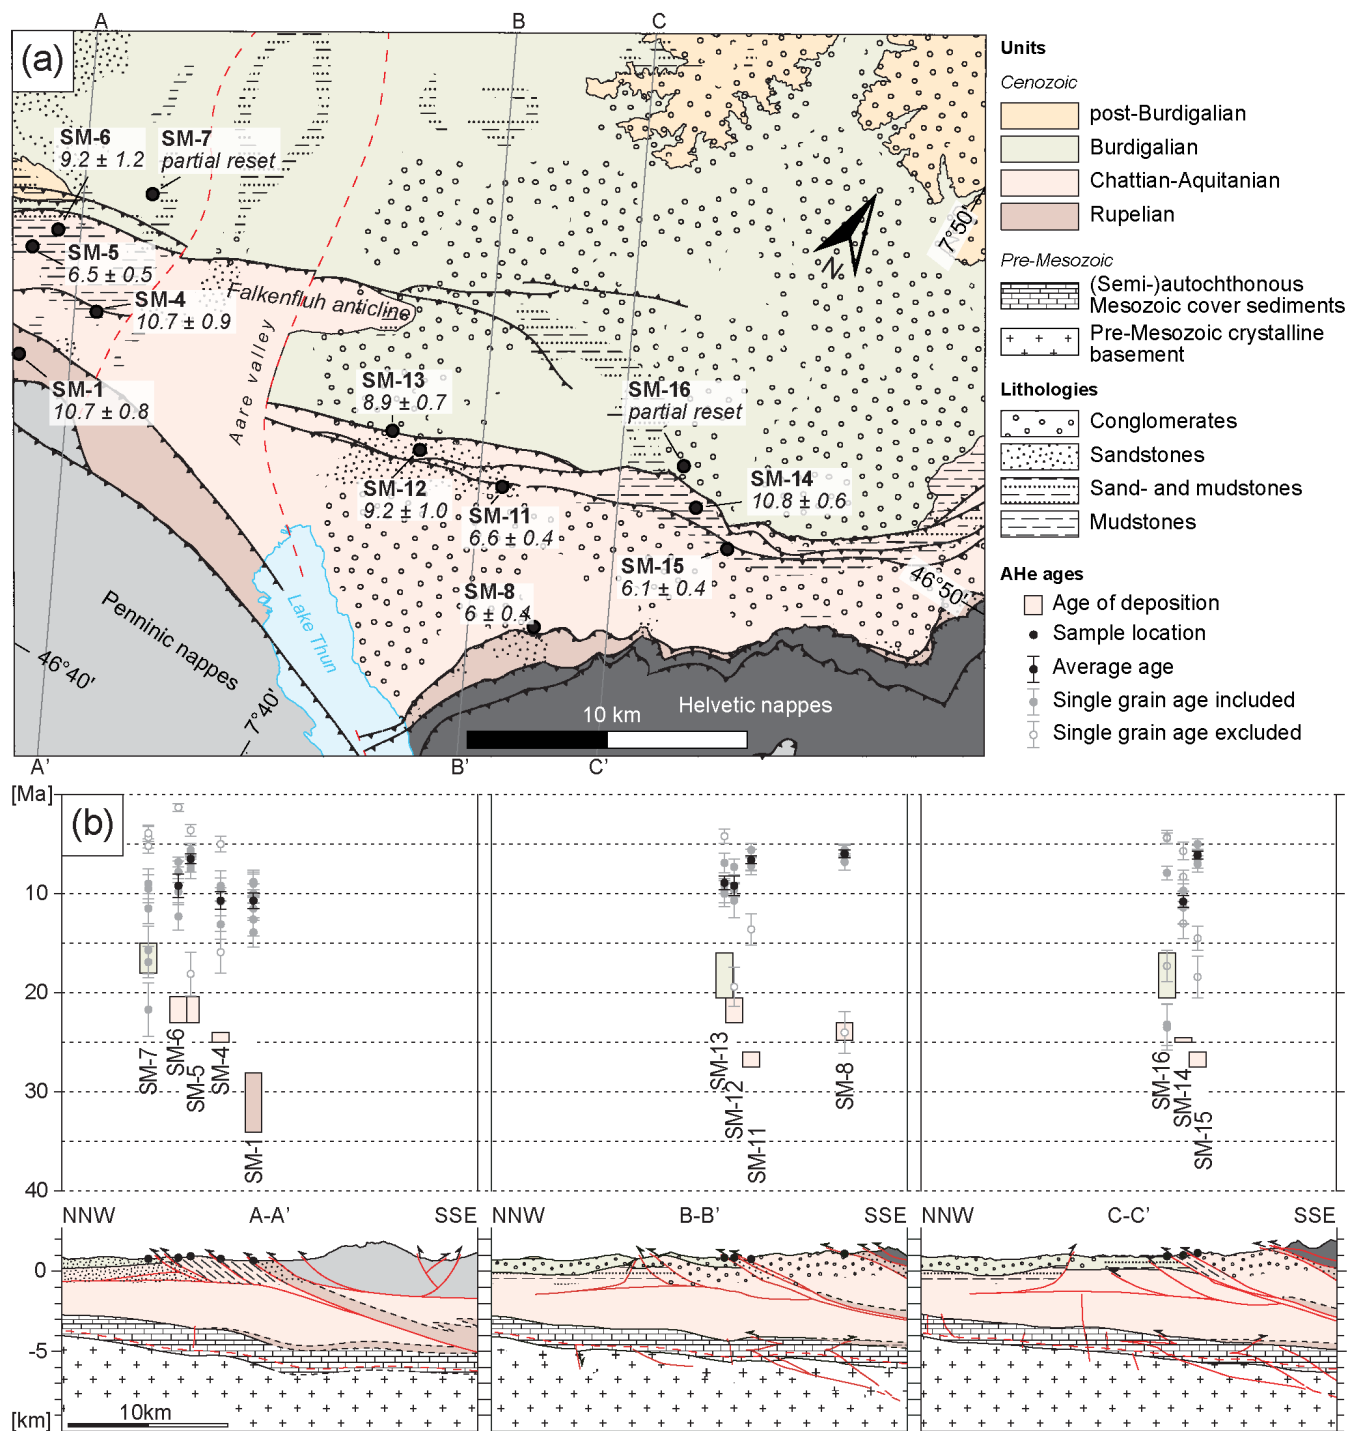 A
B
C
(a)
SM-6
9.2 ± 1.2
SM-7
partial reset
SM-5
6.5 ± 0.5
SM-4
10.7 ± 0.9
SM-1
10.7 ± 0.8
Falkenfluh anticline
Aare valley
SM-13
8.9 ± 0.7
SM-12
9.2 ± 1.0
SM-11
6.6 ± 0.4
SM-16
partial reset
SM-14
10.8 ± 0.6
SM-15
6.1 ± 0.4
SM-8
6 ± 0.4
N
7°50'
46°50'
Lake Thun
Penninic nappes
46°40'
7°40'
10 km
Helvetic nappes
A'
B'
C'
Units
Cenozoic
post-Burdigalian
Burdigalian
Chattian-Aquitanian
Rupelian
Pre-Mesozoic
(Semi-)autochthonous
Mesozoic cover sediments
Pre-Mesozoic crystalline
basement
Lithologies
Conglomerates
Sandstones
Sand- and mudstones
Mudstones
AHe ages
Age of deposition
Sample location
Average age
Single grain age included
Single grain age excluded
[Ma]
(b)
10
20
30
40
SM-7
SM-6
SM-5
SM-4
SM-1
SM-13
SM-12
SM-11
SM-8
SM-16
SM-14
SM-15
NNW
A-A'
SSE
NNW
B-B'
SSE
NNW
C-C'
SSE
0
-5
[km]
10km